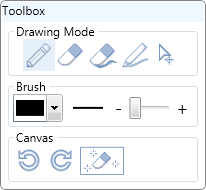 Toolbox
Drawing Mode
Brush
- +
Canvas